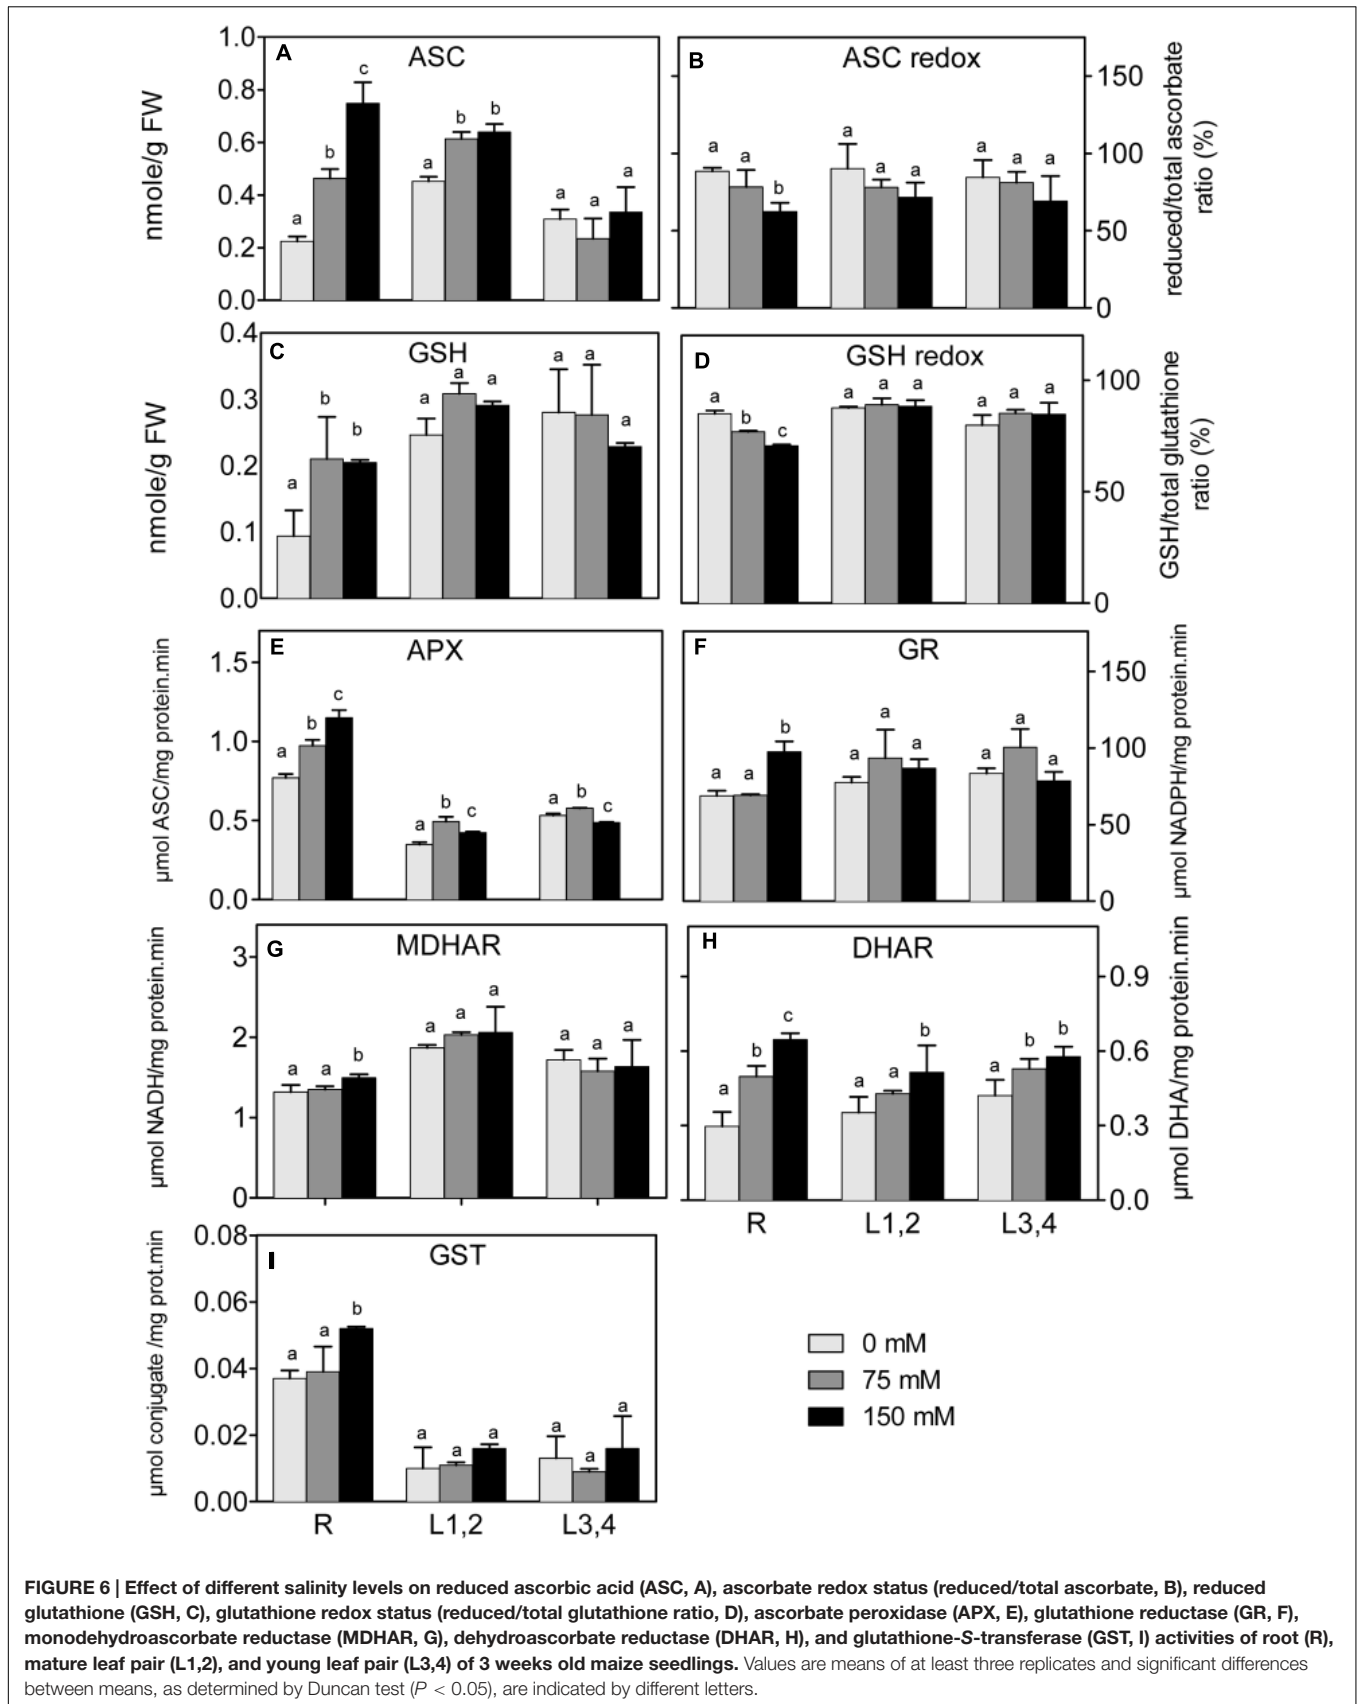 A ASC
1.0
0.8
0.6
0.4
0.2
0.0
nmole/g FW
a b c a b b a a a
B ASC redox
150
100
50
0
reduced/total ascorbate
ratio (%)
a a b a a a a a a
C GSH
0.4
0.3
0.2
0.1
0.0
nmole/g FW
a b b a a a a a a
D GSH redox
100
50
0
GSH/total glutathione
ratio (%)
a b c a a a a a a
E APX
1.5
1.0
0.5
0.0
µmol ASC/mg protein.min
a b c a b c a b c
F GR
150
100
50
0
µmol NADPH/mg protein.min
a a b a a a a a a
G MDHAR
3
2
1
0
µmol NADH/mg protein.min
a a b a a a a a a
H DHAR
0.9
0.6
0.3
0.0
µmol DHA/mg protein.min
a b c a a b a b b
R L1,2 L3,4
I GST
0.08
0.06
0.04
0.02
0.00
µmol conjugate /mg prot.min
a a b a a a a a a
R L1,2 L3,4
0 mM
75 mM
150 mM
FIGURE 6 | Effect of different salinity levels on reduced ascorbic acid (ASC, A), ascorbate redox status (reduced/total ascorbate, B), reduced
glutathione (GSH, C), glutathione redox status (reduced/total glutathione ratio, D), ascorbate peroxidase (APX, E), glutathione reductase (GR, F),
monodehydroascorbate reductase (MDHAR, G), dehydroascorbate reductase (DHAR, H), and glutathione-S-transferase (GST, I) activities of root (R),
mature leaf pair (L1,2), and young leaf pair (L3,4) of 3 weeks old maize seedlings. Values are means of at least three replicates and significant differences
between means, as determined by Duncan test (P < 0.05), are indicated by different letters.